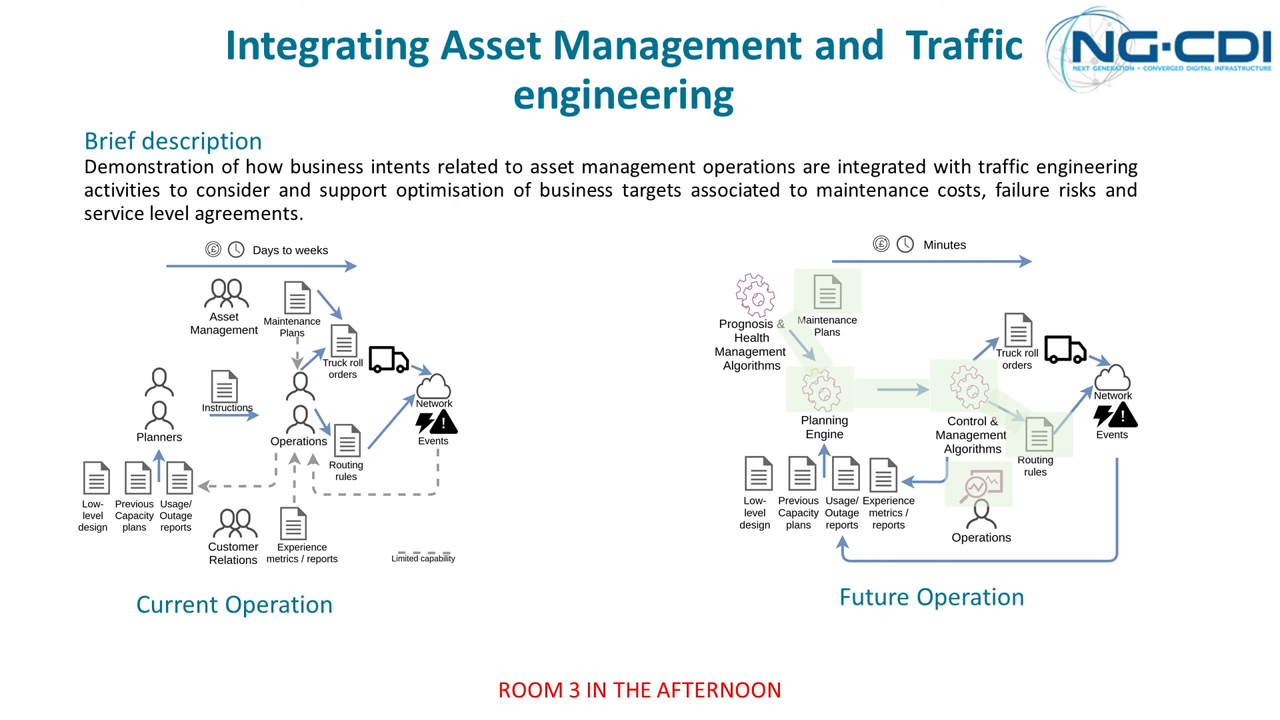 Integrating Asset Management and Traffic
engineering
NG-CDI
NEXT GENERATION • CONVERGED DIGITAL INFRASTRUCTURE
Brief description
Demonstration of how business intents related to asset management operations are integrated with traffic engineering
activities to consider and support optimisation of business targets associated to maintenance costs, failure risks and
service level agreements.
£
Days to weeks
Asset
Management
Maintenance
Plans
Truck roll
orders
Instructions
Planners
Operations
Network
Events
Routing
rules
Low-
level
design
Previous
Capacity
plans
Usage/
Outage
reports
Customer
Relations
Experience
metrics / reports
Limited capability
Current Operation
£
Minutes
Prognosis &
Health
Management
Algorithms
Maintenance
Plans
Truck roll
orders
Planning
Engine
Control &
Management
Algorithms
Network
Events
Routing
rules
Low-
level
design
Previous
Capacity
plans
Usage/
Outage
reports
Experience
metrics /
reports
Operations
Future Operation
ROOM 3 IN THE AFTERNOON